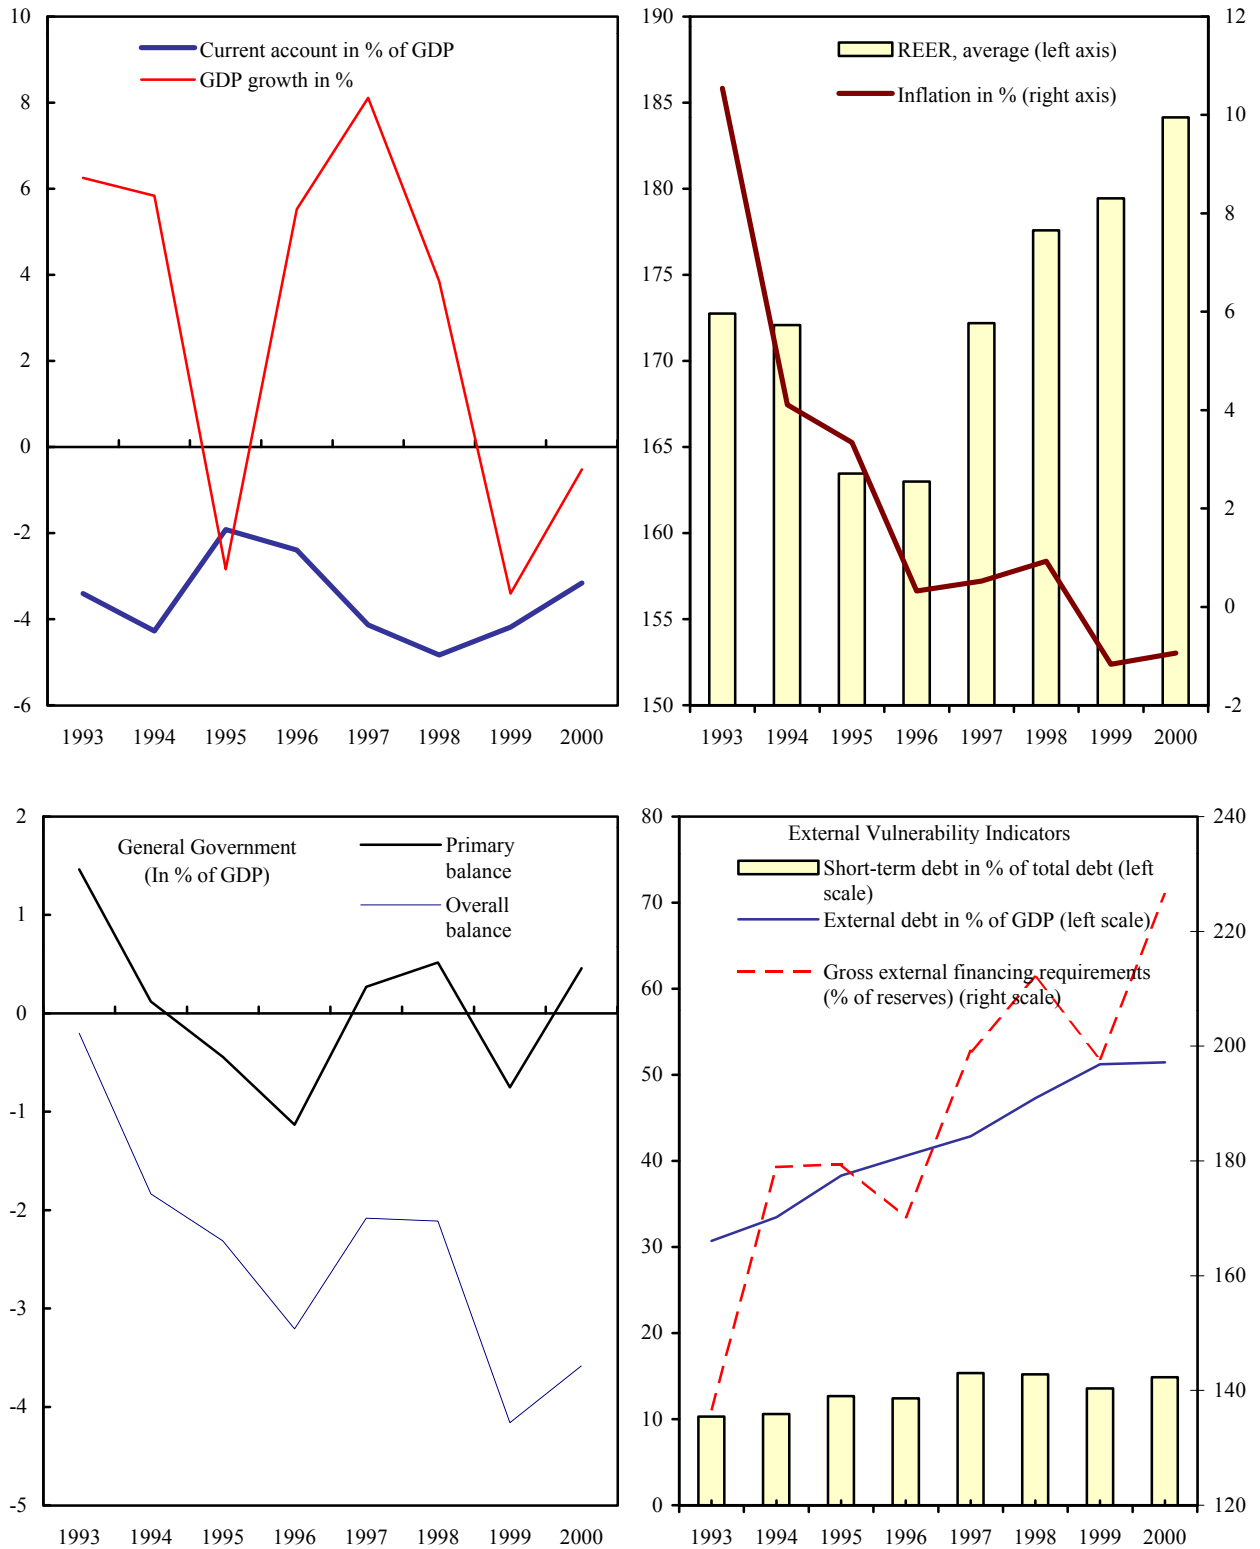 10
8
6
4
2
0
-2
-4
-6
Current account in % of GDP
GDP growth in %
1993 1994 1995 1996 1997 1998 1999 2000
190
185
180
175
170
165
160
155
150
REER, average (left axis)
Inflation in % (right axis)
12
10
8
6
4
2
0
-2
1993 1994 1995 1996 1997 1998 1999 2000
2
1
0
-1
-2
-3
-4
-5
General Government
(In % of GDP)
Primary
balance
Overall
balance
1993 1994 1995 1996 1997 1998 1999 2000
80
70
60
50
40
30
20
10
0
External Vulnerability Indicators
Short-term debt in % of total debt (left
scale)
External debt in % of GDP (left scale)
Gross external financing requirements
(% of reserves) (right scale)
240
220
200
180
160
140
120
1993 1994 1995 1996 1997 1998 1999 2000